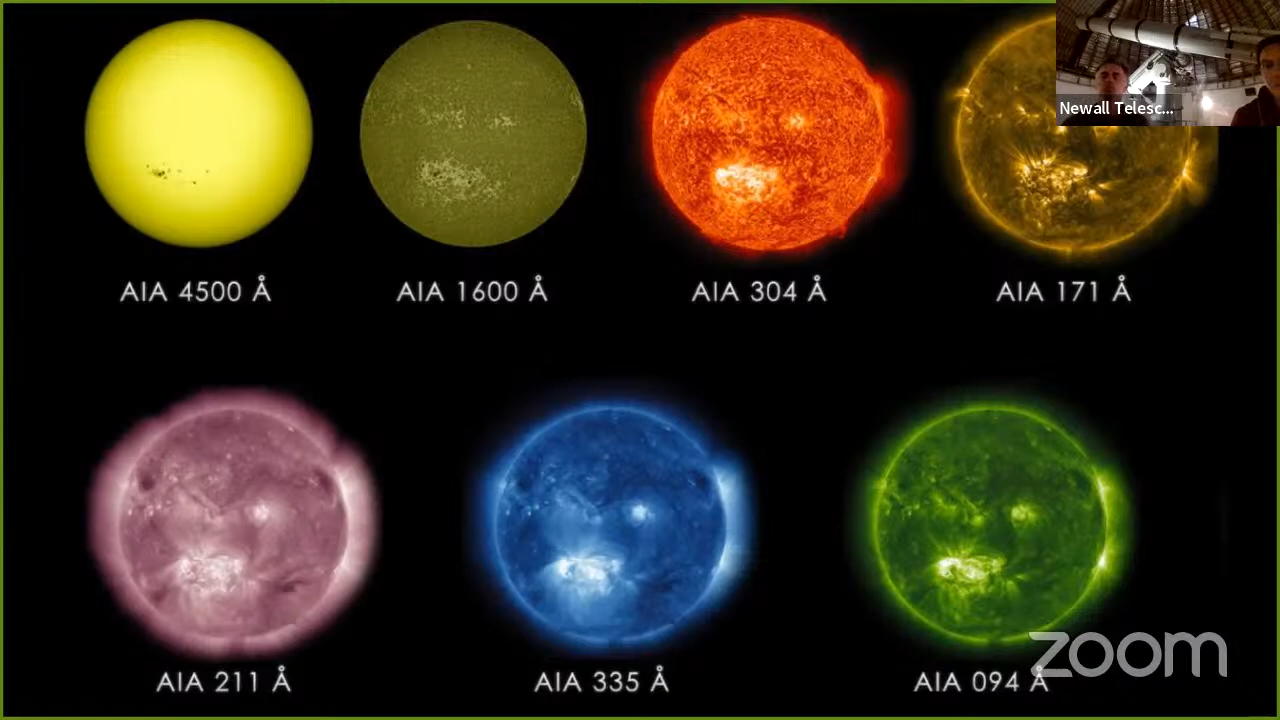 Newall Telesc...
AIA 4500 Å
AIA 1600 Å
AIA 304 Å
AIA 171 Å
AIA 211 Å
AIA 335 Å
AIA 094 Å
zoom